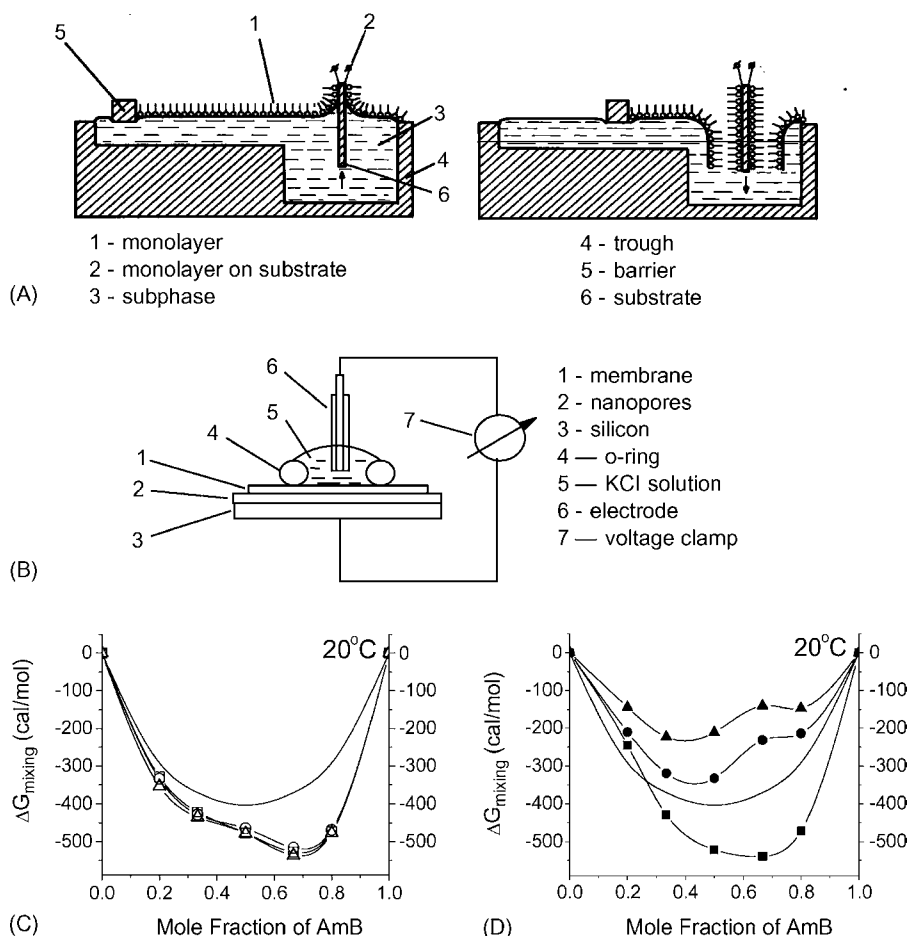 5 1 2
3
4
6
1 - monolayer
2 - monolayer on substrate
3 - subphase
4 - trough
5 - barrier
6 - substrate
(A)
6
5
4
1
2
3
7
1 - membrane
2 - nanopores
3 - silicon
4 — o-ring
5 — KCl solution
6 - electrode
7 — voltage clamp
(B)
20°C
0
-100
-200
-300
-400
-500
ΔGmixing (cal/mol)
0
-100
-200
-300
-400
-500
0.0 0.2 0.4 0.6 0.8 1.0
Mole Fraction of AmB
(C)
20°C
0
-100
-200
-300
-400
-500
ΔGmixing (cal/mol)
0
-100
-200
-300
-400
-500
0.0 0.2 0.4 0.6 0.8 1.0
Mole Fraction of AmB
(D)